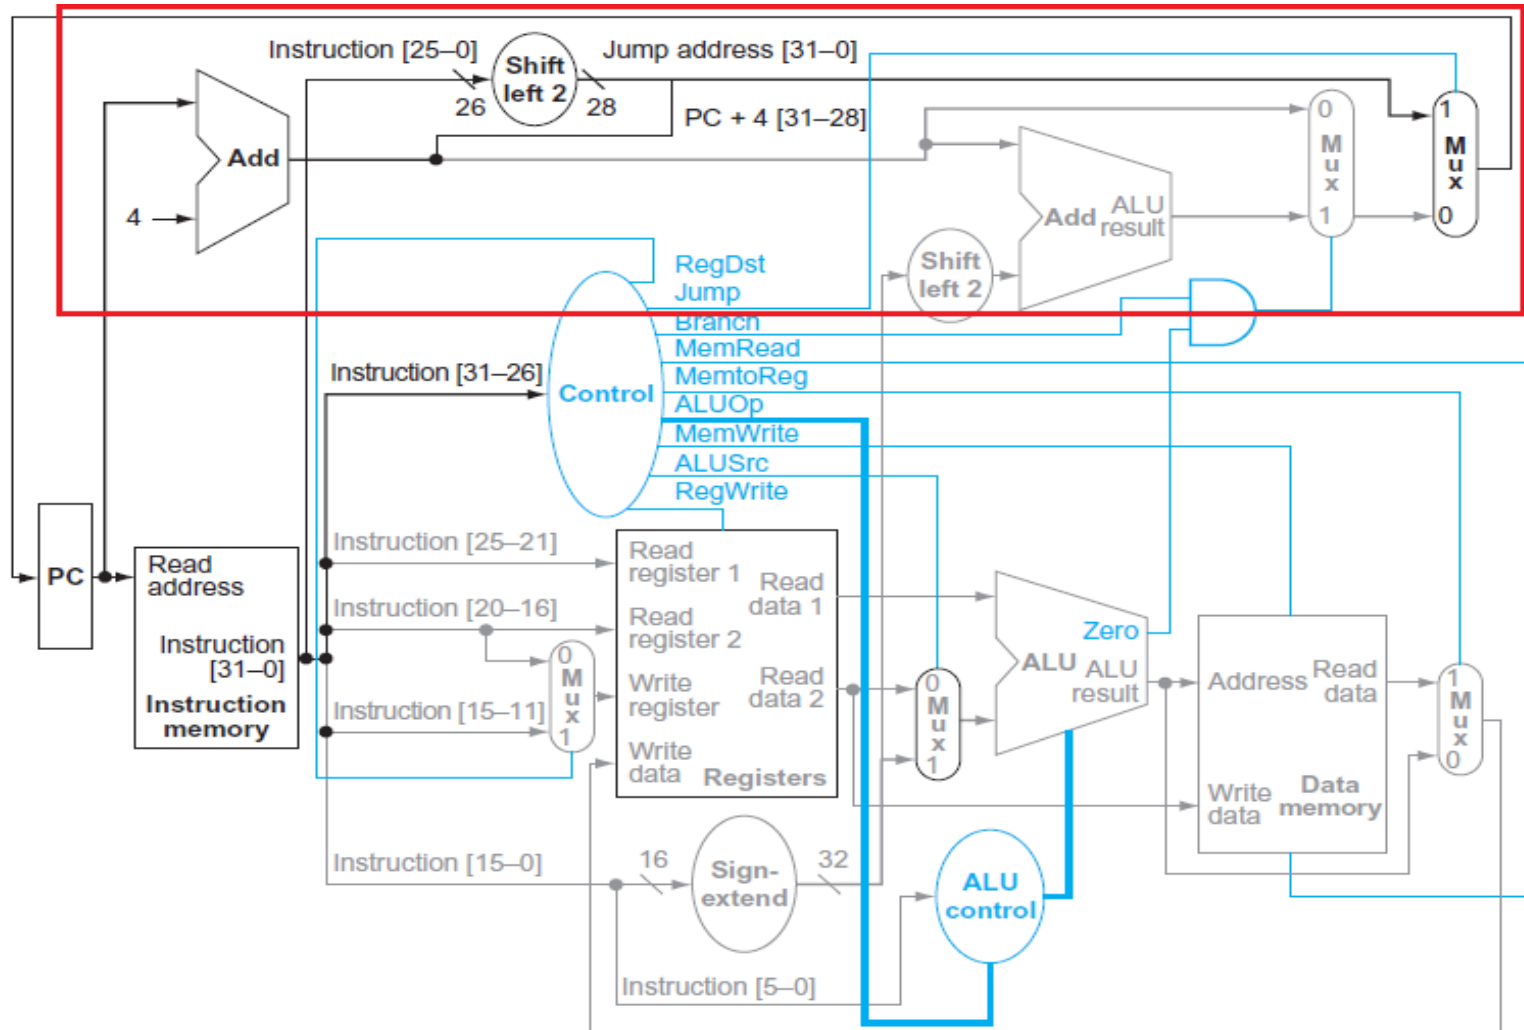 Instruction [25–0]
Shift
left 2
Jump address [31–0]
26
28
PC + 4 [31–28]
Add
4
0
M
u
x
1
1
M
u
x
0
Add
ALU
result
Shift
left 2
RegDst
Jump
Branch
MemRead
MemtoReg
ALUOp
MemWrite
ALUSrc
RegWrite
Instruction [31–26]
Control
PC
Read
address
Instruction
[31–0]
Instruction
memory
Instruction [25–21]
Instruction [20–16]
Instruction [15–11]
0
M
u
x
1
Read
register 1
Read
register 2
Write
register
Write
data
Read
data 1
Read
data 2
Registers
0
M
u
x
1
Zero
ALU
ALU
result
Address
Read
data
Write
data
Data
memory
1
M
u
x
0
Instruction [15–0]
16
Sign-
extend
32
ALU
control
Instruction [5–0]